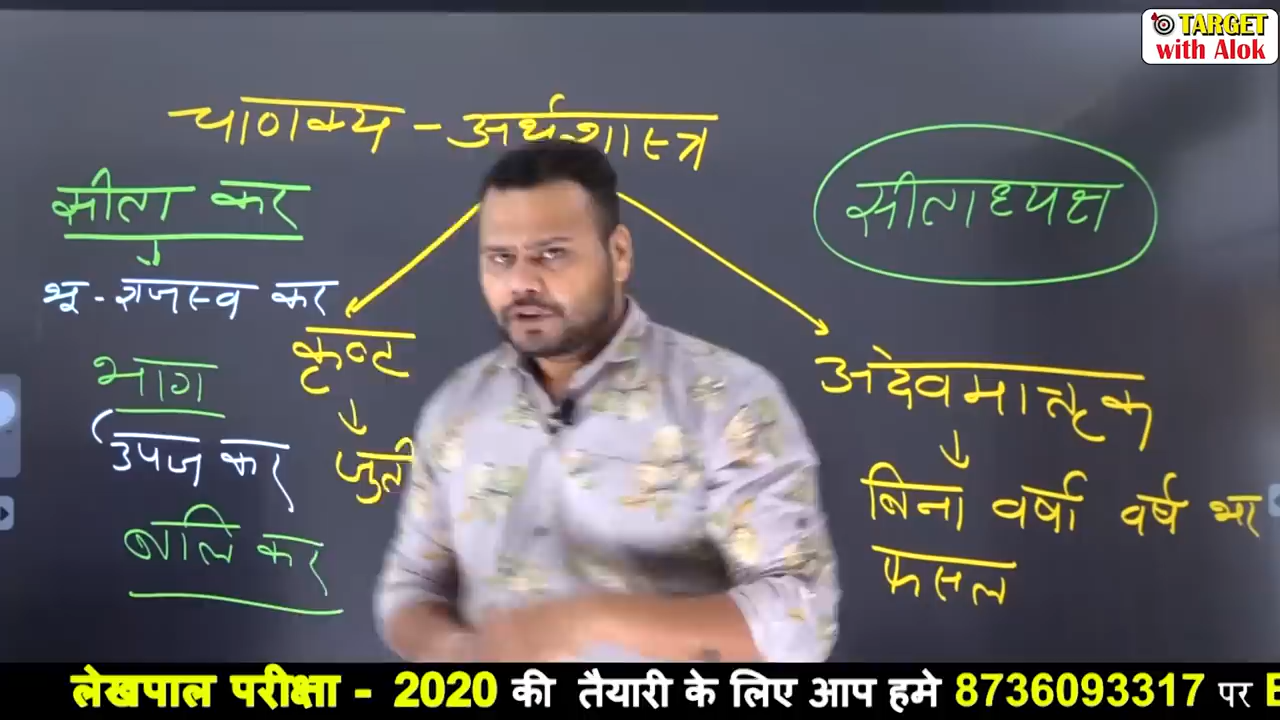 TARGET
with Alok
चाणक्य - अर्थशास्त्र
सीता कर
भू-राजस्व कर
भाग
उपज कर
बलि कर
कृष्ट
जुती
सीताध्यक्ष
अदेवमातृक
बिना वर्षा वर्ष भर
फसल
लेखपाल परीक्षा - 2020 की तैयारी के लिए आप हमे 8736093317 पर